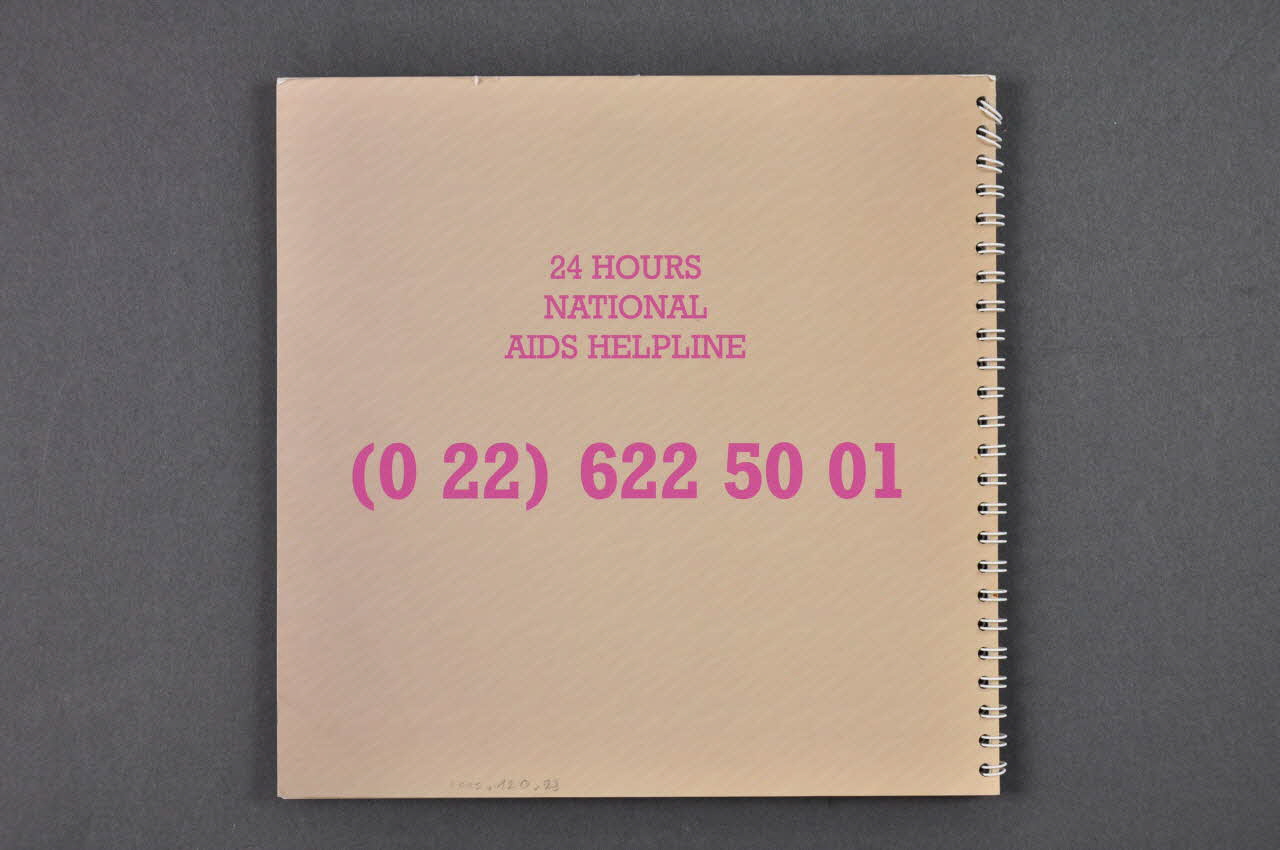 24 HOURS
NATIONAL
AIDS HELPLINE
(0 22) 622 50 01